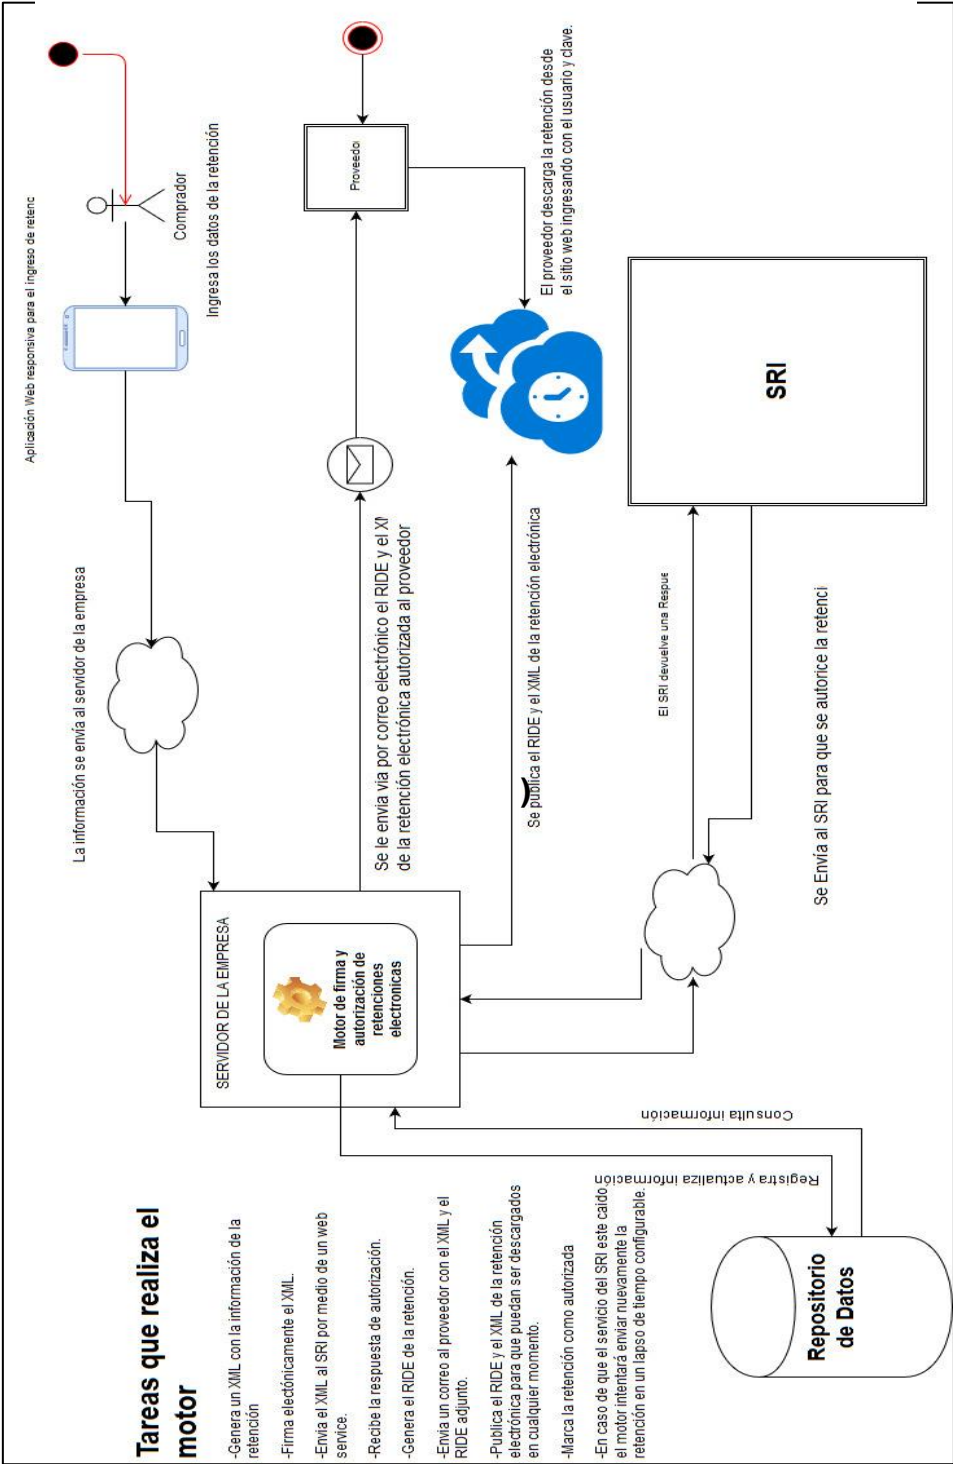 Aplicación Web responsiva para el ingreso de retenc
Comprador
Ingresa los datos de la retención
La información se envía al servidor de la empresa
SERVIDOR DE LA EMPRESA
Motor de firma y
autorización de
retenciones
electronicas
Se le envia via por correo electrónico el RIDE y el XM
de la retención electrónica autorizada al proveedor
Proveedo
El proveedor descarga la retención desde
el sitio web ingresando con el usuario y clave.
Se publica el RIDE y el XML de la retención electrónica
)
SRI
El SRI devuelve una Respue
Se Envía al SRI para que se autorice la retenci
Consulta información
Registra y actualiza información
Repositorio
de Datos
Tareas que realiza el
motor
-Genera un XML con la información de la
retención
-Firma electónicamente el XML.
-Envia el XML al SRI por medio de un web
service.
-Recibe la respuesta de autorización.
-Genera el RIDE de la retención.
-Envia un correo al proveedor con el XML y el
RIDE adjunto.
-Publica el RIDE y el XML de la retención
electrónica para que puedan ser descargados
en cualquier momento.
-Marca la retención como autorizada
-En caso de que el servicio del SRI este caido
el motor intentará enviar nuevamente la
retención en un lapso de tiempo configurable.